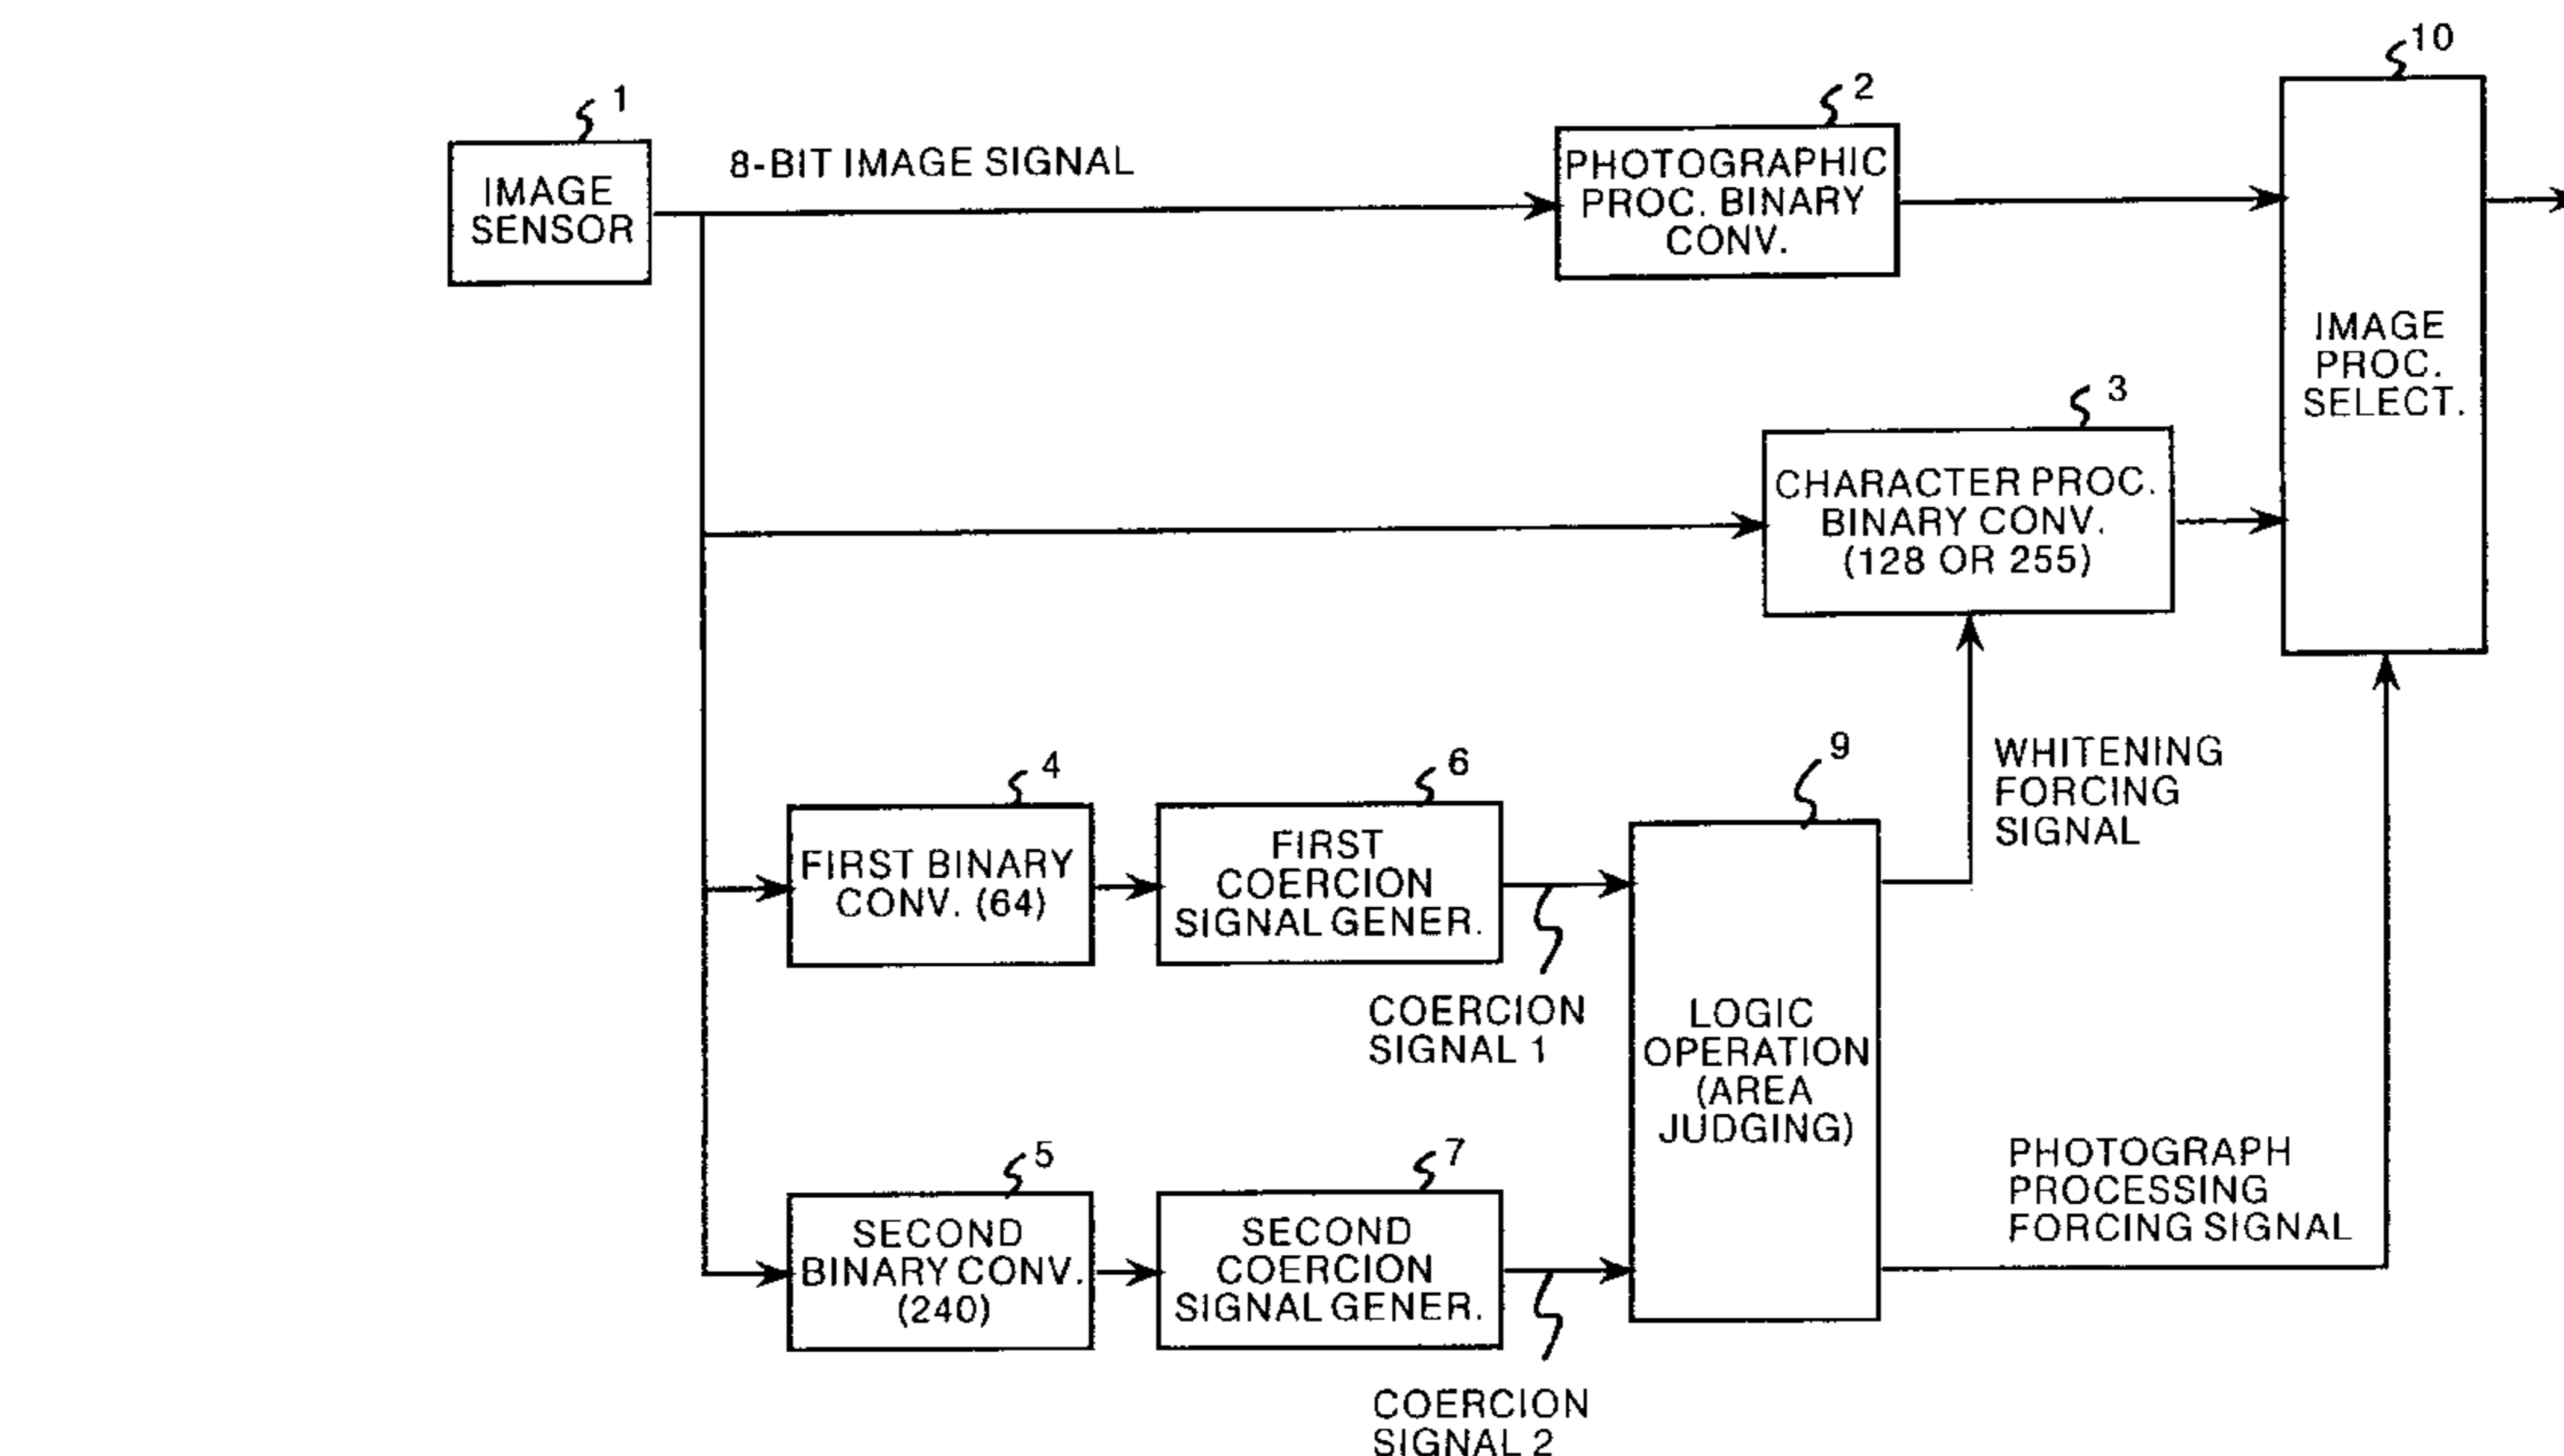 10
1
2
IMAGE
SENSOR
8-BIT IMAGE SIGNAL
PHOTOGRAPHIC
PROC. BINARY
CONV.
IMAGE
PROC.
SELECT.
3
CHARACTER PROC.
BINARY CONV.
(128 OR 255)
4
6
9
WHITENING
FORCING
SIGNAL
FIRST BINARY
CONV. (64)
FIRST
COERCION
SIGNAL GENER.
COERCION
SIGNAL 1
LOGIC
OPERATION
(AREA
JUDGING)
5
7
SECOND
BINARY CONV.
(240)
SECOND
COERCION
SIGNAL GENER.
PHOTOGRAPH
PROCESSING
FORCING SIGNAL
COERCION
SIGNAL 2